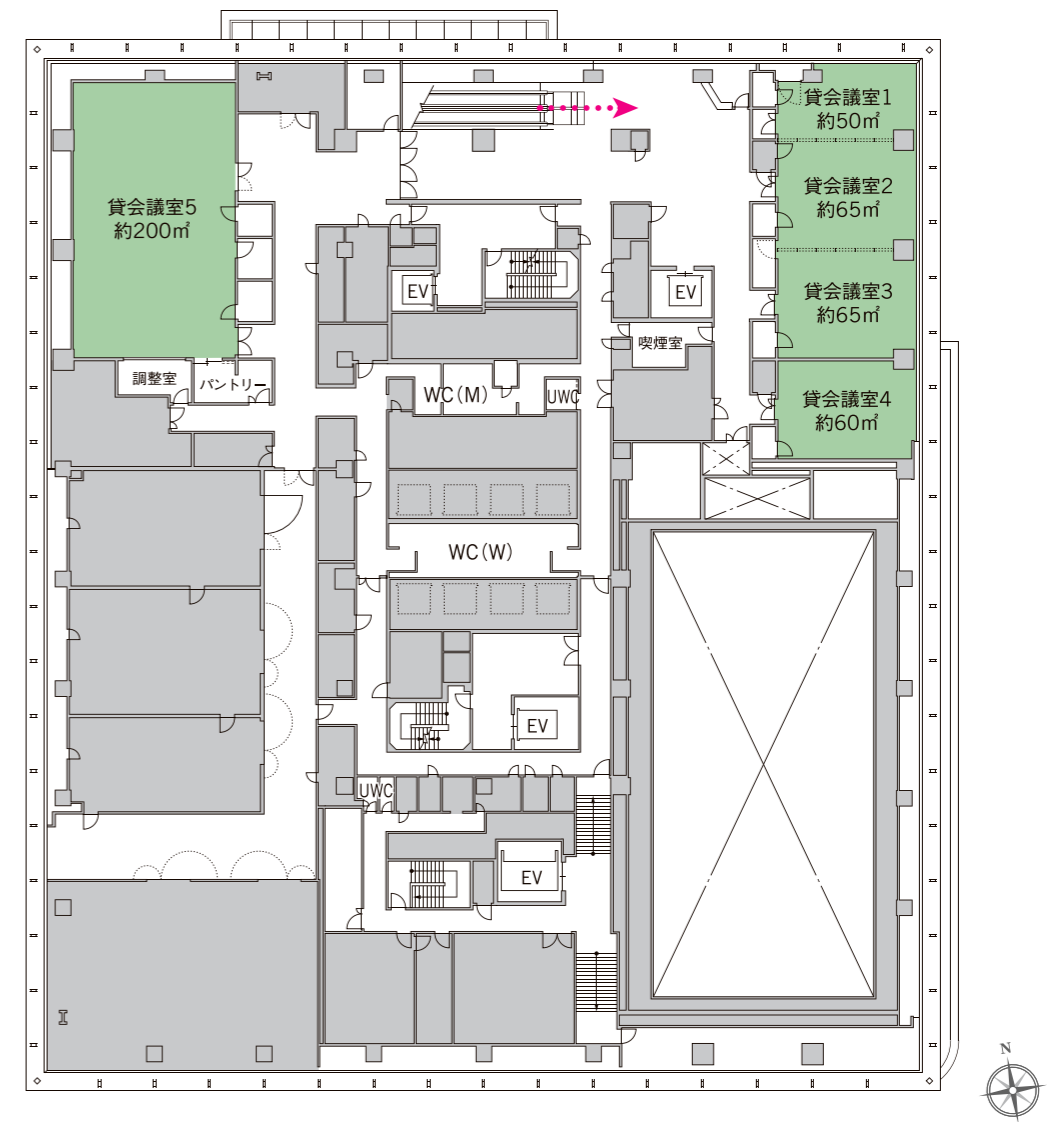 貸会議室1
約50㎡
貸会議室2
約65㎡
貸会議室5
約200㎡
EV
EV
貸会議室3
約65㎡
喫煙室
調整室
パントリー
WC(M)
UWC
貸会議室4
約60㎡
WC(W)
EV
UWC
EV
N